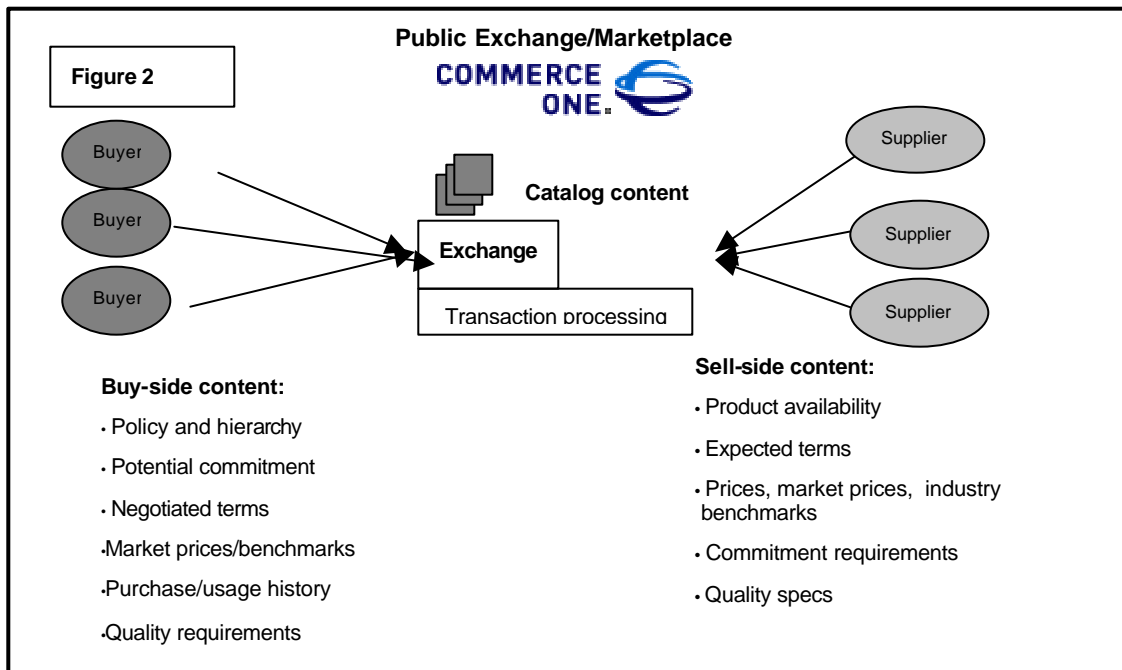 Public Exchange/Marketplace
Figure 2
COMMERCE
ONE.
Buyer
Buyer
Buyer
Supplier
Supplier
Supplier
Catalog content
Exchange
Transaction processing
Buy-side content:
• Policy and hierarchy
• Potential commitment
• Negotiated terms
•Market prices/benchmarks
•Purchase/usage history
•Quality requirements
Sell-side content:
• Product availability
• Expected terms
• Prices, market prices, industry
benchmarks
• Commitment requirements
• Quality specs